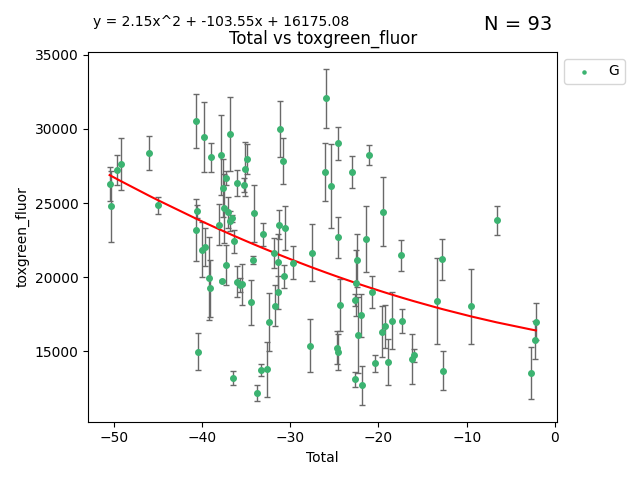 y = 2.15x^2 + -103.55x + 16175.08
N = 93
Total vs toxgreen_fluor
G
35000
30000
25000
20000
15000
toxgreen_fluor
−50 −40 −30 −20 −10 0
Total